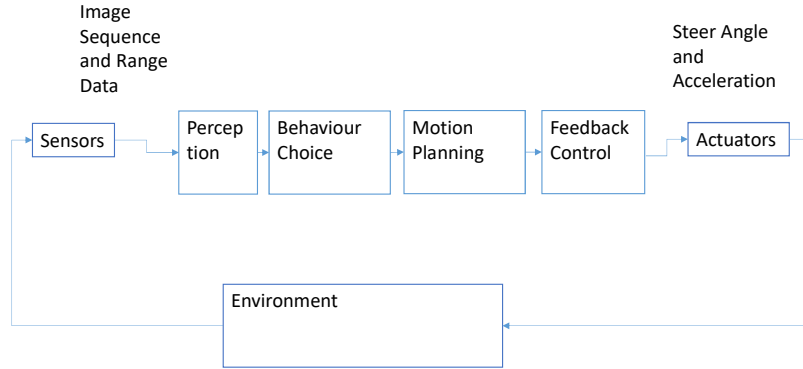 Image
Sequence
and Range
Data
Steer Angle
and
Acceleration
Sensors
Percep
tion
Behaviour
Choice
Motion
Planning
Feedback
Control
Actuators
Environment